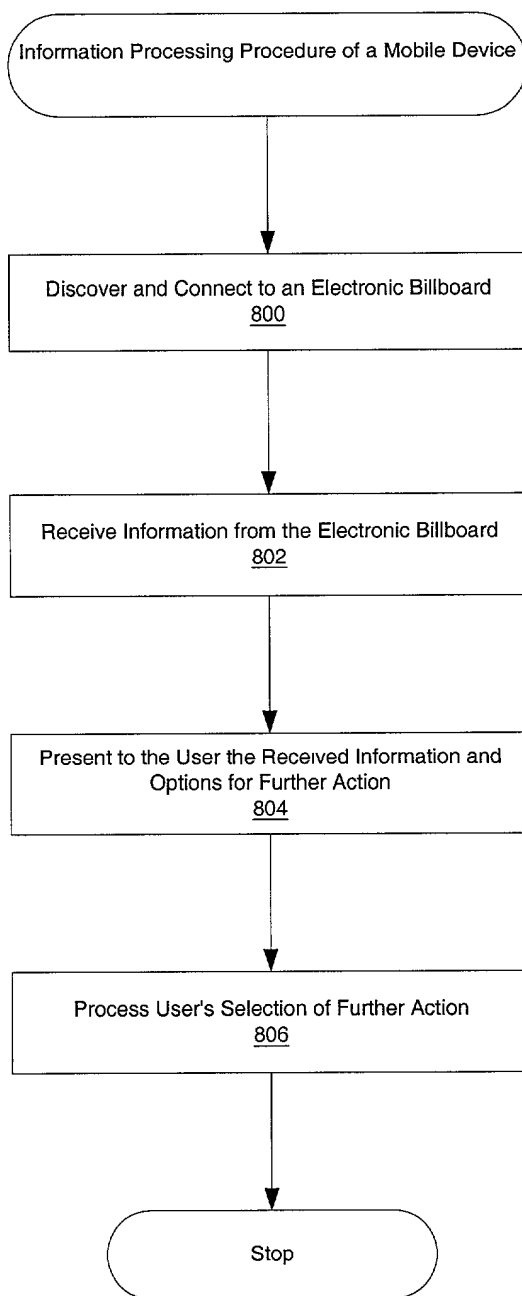 Information Processing Procedure of a Mobile Device
Discover and Connect to an Electronic Billboard
800
Receive Information from the Electronic Billboard
802
Present to the User the Received Information and
Options for Further Action
804
Process User's Selection of Further Action
806
Stop